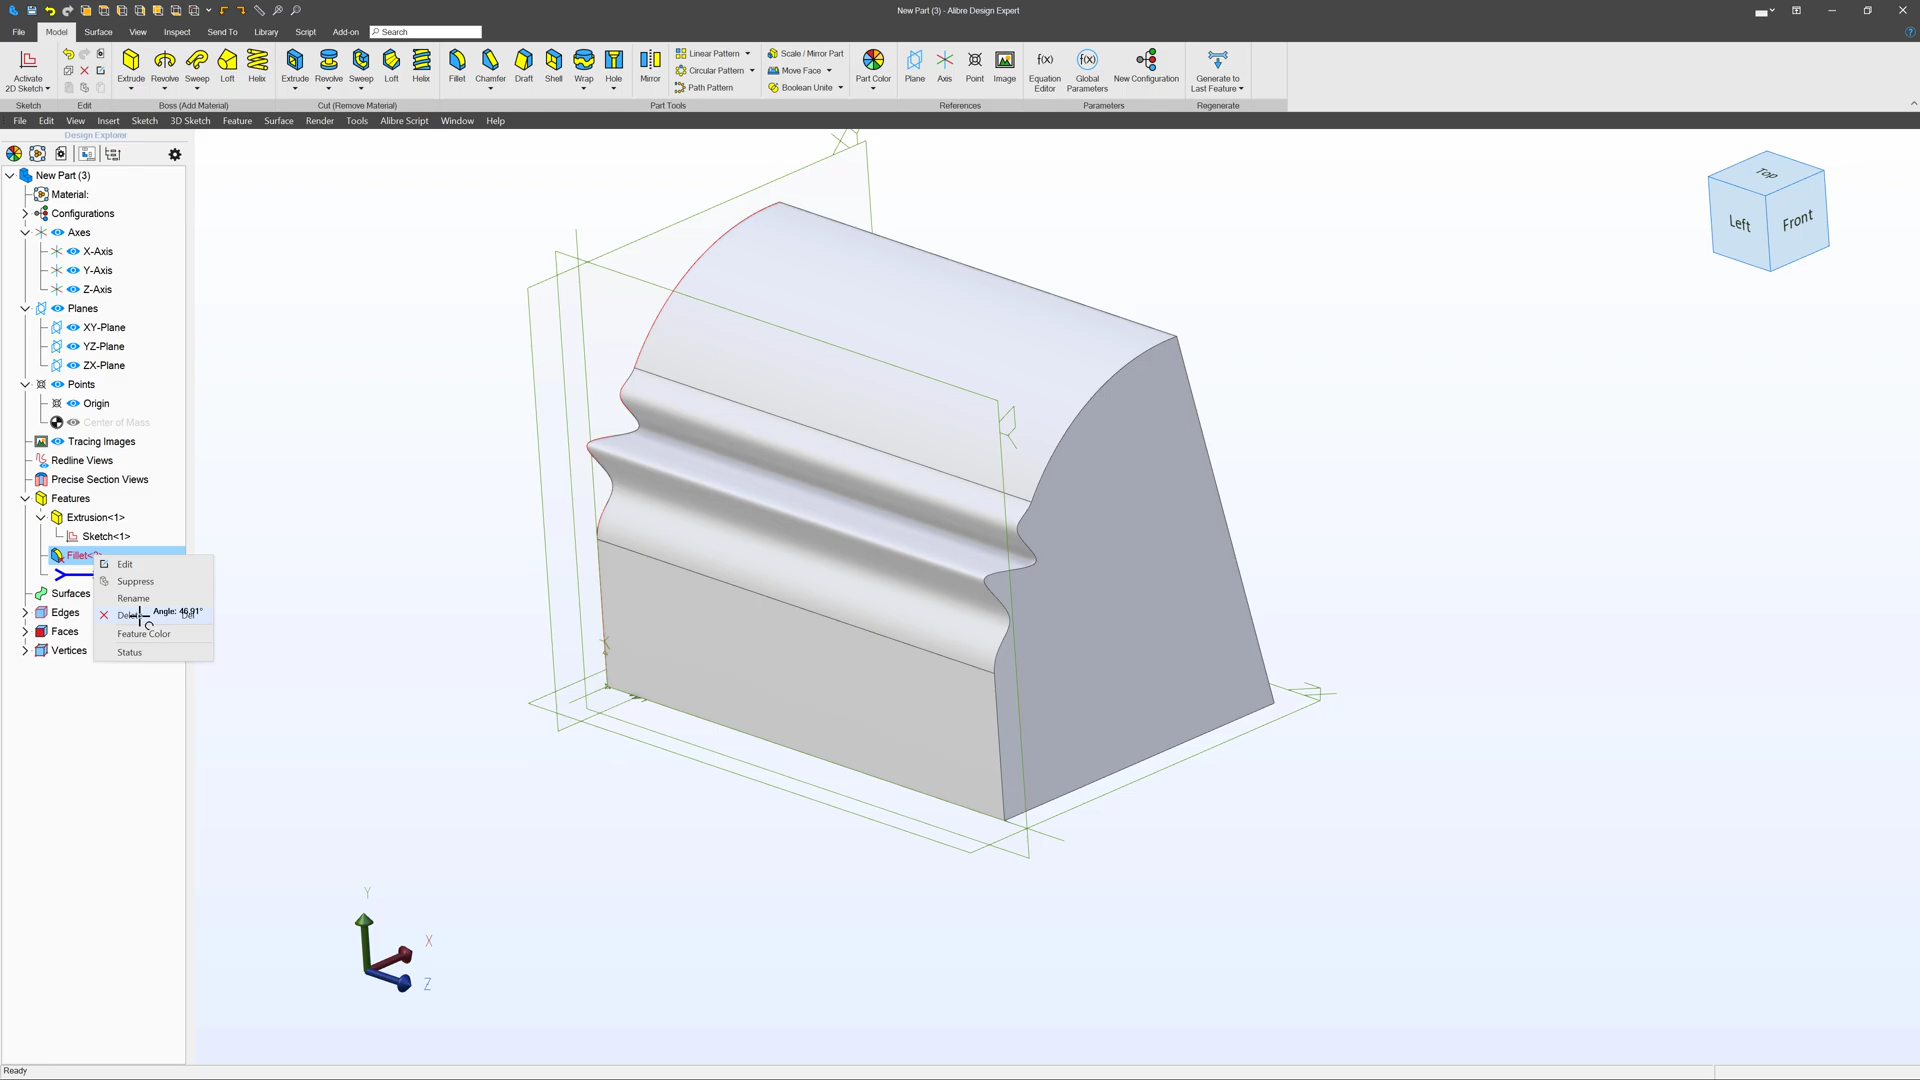 New Part (3) - Alibre Design Expert
File Model Surface View Inspect Send To Library Script Add-on Search
Activate
2D Sketch
Extrude Revolve Sweep Loft Helix
Extrude Revolve Sweep Loft Helix
Fillet Chamfer Draft Shell Wrap Hole
Mirror
Linear Pattern
Circular Pattern
Path Pattern
Scale / Mirror Part
Move Face
Boolean Unite
Part Color
Plane Axis Point Image
f(x)
Equation
Editor
f(x)
Global
Parameters
New Configuration
Generate to
Last Feature
Sketch Edit Boss (Add Material) Cut (Remove Material) Part Tools References Parameters Regenerate
File Edit View Insert Sketch 3D Sketch Feature Surface Render Tools Alibre Script Window Help
Design Explorer
New Part (3)
Material:
Configurations
Axes
X-Axis
Y-Axis
Z-Axis
Planes
XY-Plane
YZ-Plane
ZX-Plane
Points
Origin
Center of Mass
Tracing Images
Redline Views
Precise Section Views
Features
Extrusion<1>
Sketch<1>
Surfaces
Edges
Faces
Vertices
Edit
Suppress
Rename
Angle: 46.91°
Del
Feature Color
Status
Top
Left
Front
Y
X
Z
Ready